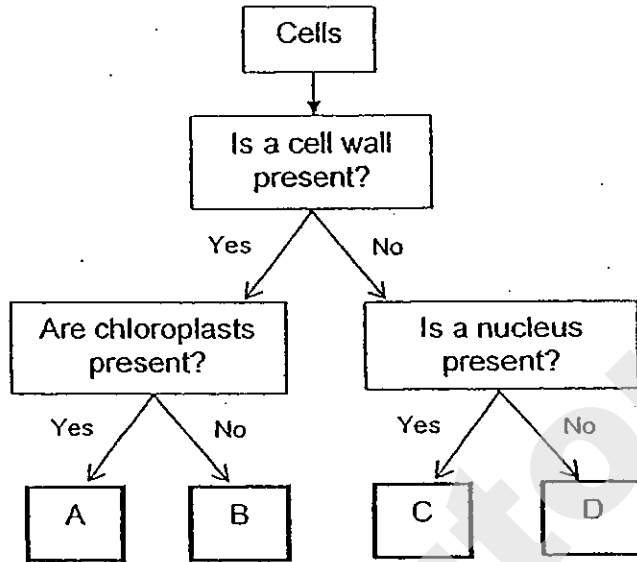 Cells
Is a cell wall
present?
Yes
No
Are chloroplasts
present?
Is a nucleus
present?
Yes
No
Yes
No
A
B
C
D